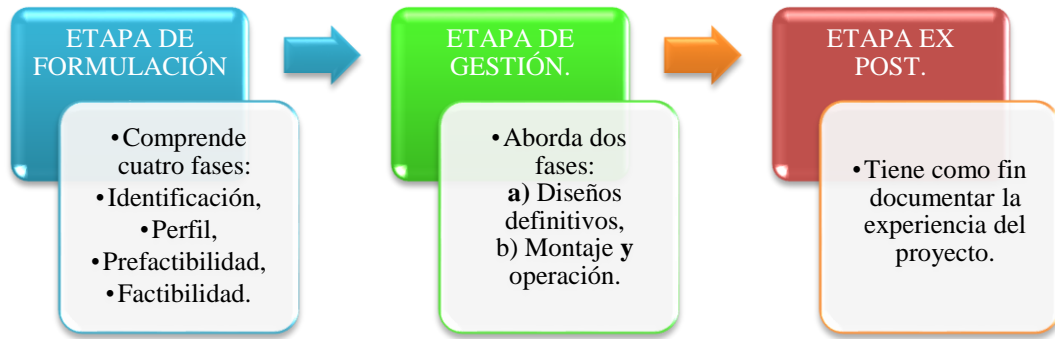 ETAPA DE
FORMULACIÓN
•Comprende
cuatro fases:
•Identificación,
•Perfil,
•Prefactibilidad,
•Factibilidad.
ETAPA DE
GESTIÓN.
•Aborda dos
fases:
a) Diseños
definitivos,
b) Montaje y
operación.
ETAPA EX
POST.
•Tiene como fin
documentar la
experiencia del
proyecto.